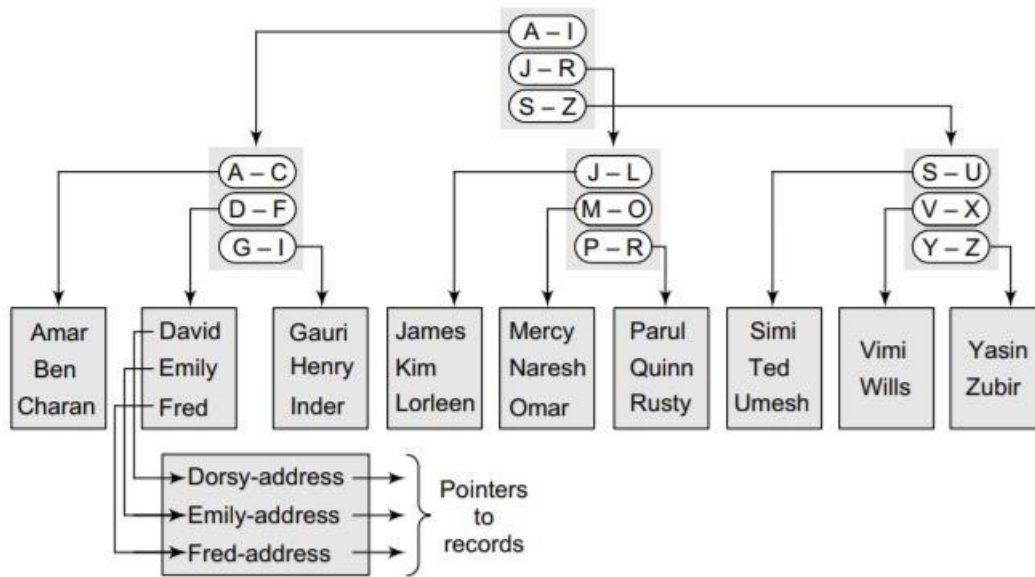 A – I
J – R
S – Z
A – C
D – F
G – I
J – L
M – O
P – R
S – U
V – X
Y – Z
Amar
Ben
Charan
David
Emily
Fred
Gauri
Henry
Inder
James
Kim
Lorleen
Mercy
Naresh
Omar
Parul
Quinn
Rusty
Simi
Ted
Umesh
Vimi
Wills
Yasin
Zubir
Dorsy-address
Emily-address
Fred-address
Pointers
to
records